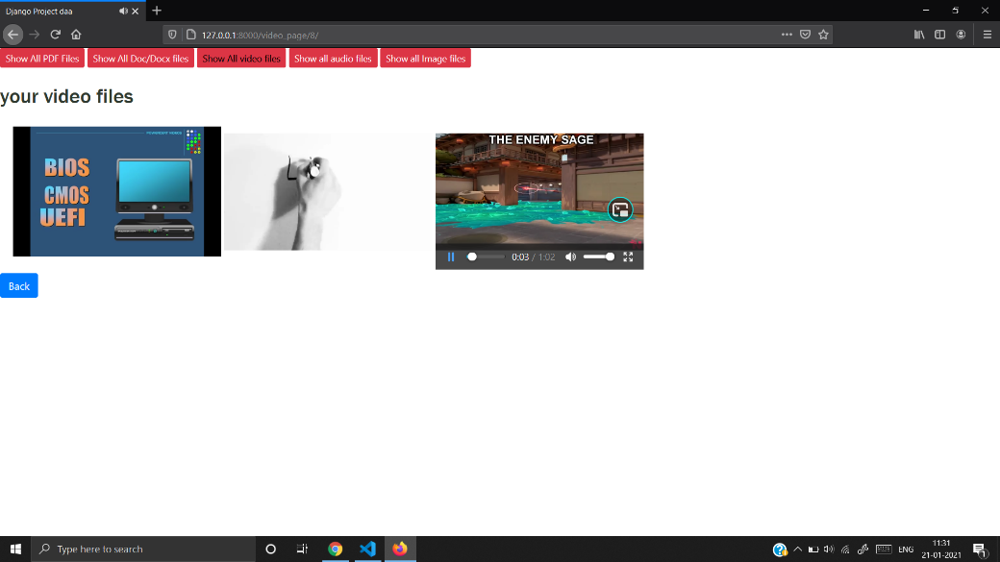 Django Project daa
127.0.0.1:8000/video_page/8/
Show All PDF Files
Show All Doc/Docx files
Show All video files
Show all audio files
Show all Image files
your video files
BIOS
CMOS
UEFI
THE ENEMY SAGE
0:03 / 1:02
Back
Type here to search
ENG
11:31
21-01-2021
1